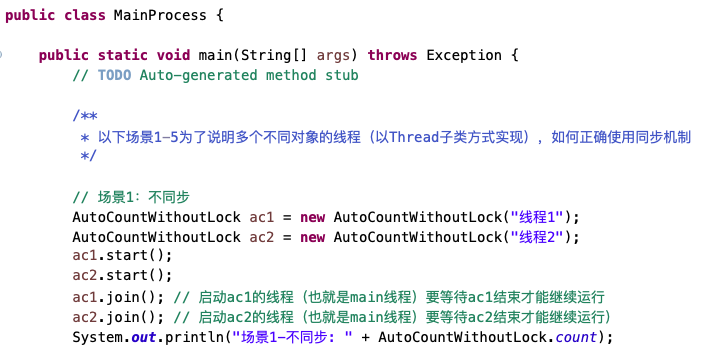 public class MainProcess {
public static void main(String[] args) throws Exception {
// TODO Auto-generated method stub
/**
* 以下场景1-5为了说明多个不同对象的线程（以Thread子类方式实现），如何正确使用同步机制
*/
// 场景1：不同步
AutoCountWithoutLock ac1 = new AutoCountWithoutLock("线程1");
AutoCountWithoutLock ac2 = new AutoCountWithoutLock("线程2");
ac1.start();
ac2.start();
ac1.join(); // 启动ac1的线程（也就是main线程）要等待ac1结束才能继续运行
ac2.join(); // 启动ac2的线程（也就是main线程）要等待ac2结束才能继续运行）
System.out.println("场景1-不同步: " + AutoCountWithoutLock.count);